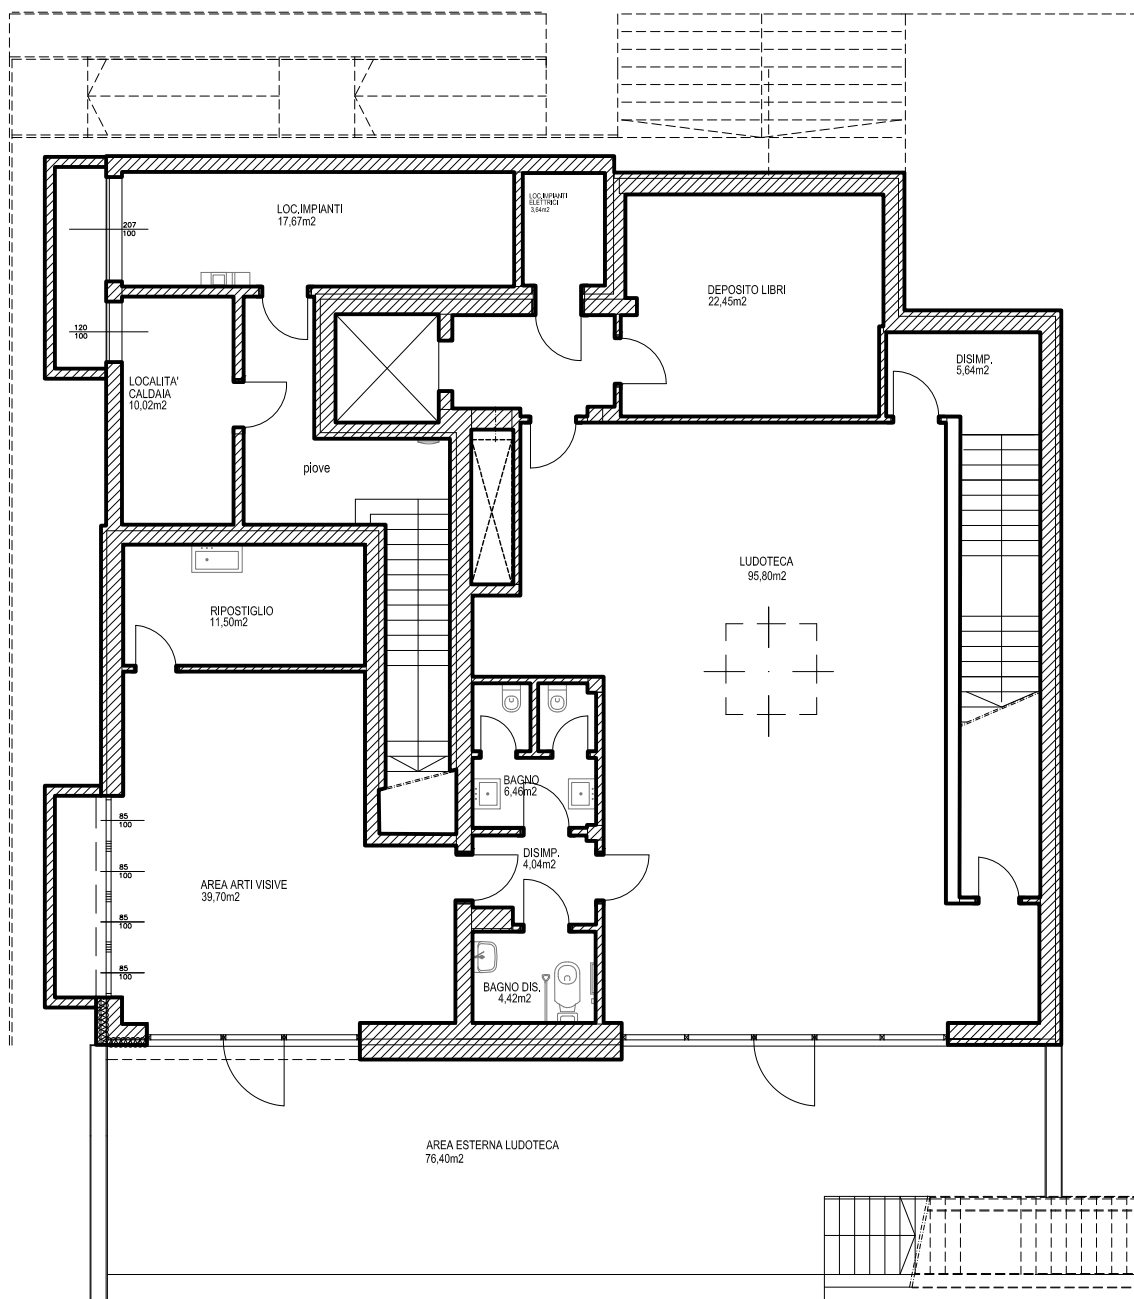 LOC.IMPIANTI
17,67m2
LOC.IMPIANTI
ELETTRICI
3,64m2
207
100
DEPOSITO LIBRI
22,45m2
120
100
DISIMP.
5,64m2
LOCALITA'
CALDAIA
10,02m2
piove
LUDOTECA
95,80m2
RIPOSTIGLIO
11,50m2
BAGNO
6,46m2
85
100
DISIMP.
4,04m2
85
100
AREA ARTI VISIVE
39,70m2
85
100
85
100
BAGNO DIS.
4,42m2
AREA ESTERNA LUDOTECA
76,40m2